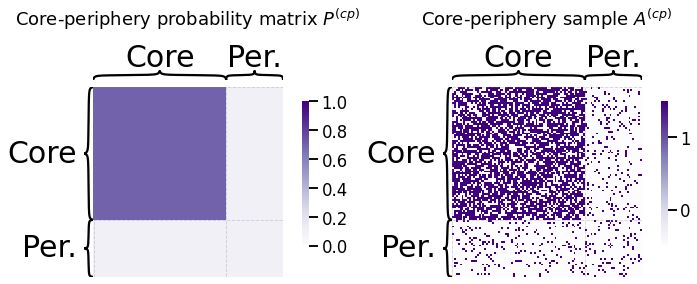 Core-periphery probability matrix P^(cp)
Core-periphery sample A^(cp)
Core Per.
Core Per.
Core
Per.
1.0
0.8
0.6
0.4
0.2
0.0
Core
Per.
1
0